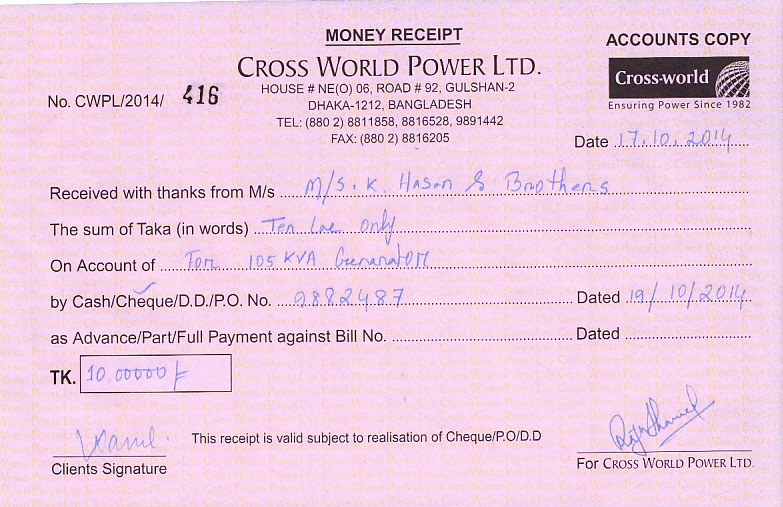 MONEY RECEIPT
ACCOUNTS COPY
CROSS WORLD POWER LTD.
Cross-world
Ensuring Power Since 1982
HOUSE # NE(O) 06, ROAD # 92, GULSHAN-2
No. CWPL/2014/ 416
DHAKA-1212, BANGLADESH
TEL: (880 2) 8811858, 8816528, 9891442
FAX: (880 2) 8816205
Date 17.10.2014
Received with thanks from M/s M/S. K. Hasan & Brothers
The sum of Taka (in words) Ten Lac only
On Account of For 105 KVA Generator
by Cash/Cheque/D.D./P.O. No. 9882487 Dated 19/10/2014
as Advance/Part/Full Payment against Bill No. Dated
TK. 10,00000/-
This receipt is valid subject to realisation of Cheque/P.O/D.D
Clients Signature
For CROSS WORLD POWER LTD.